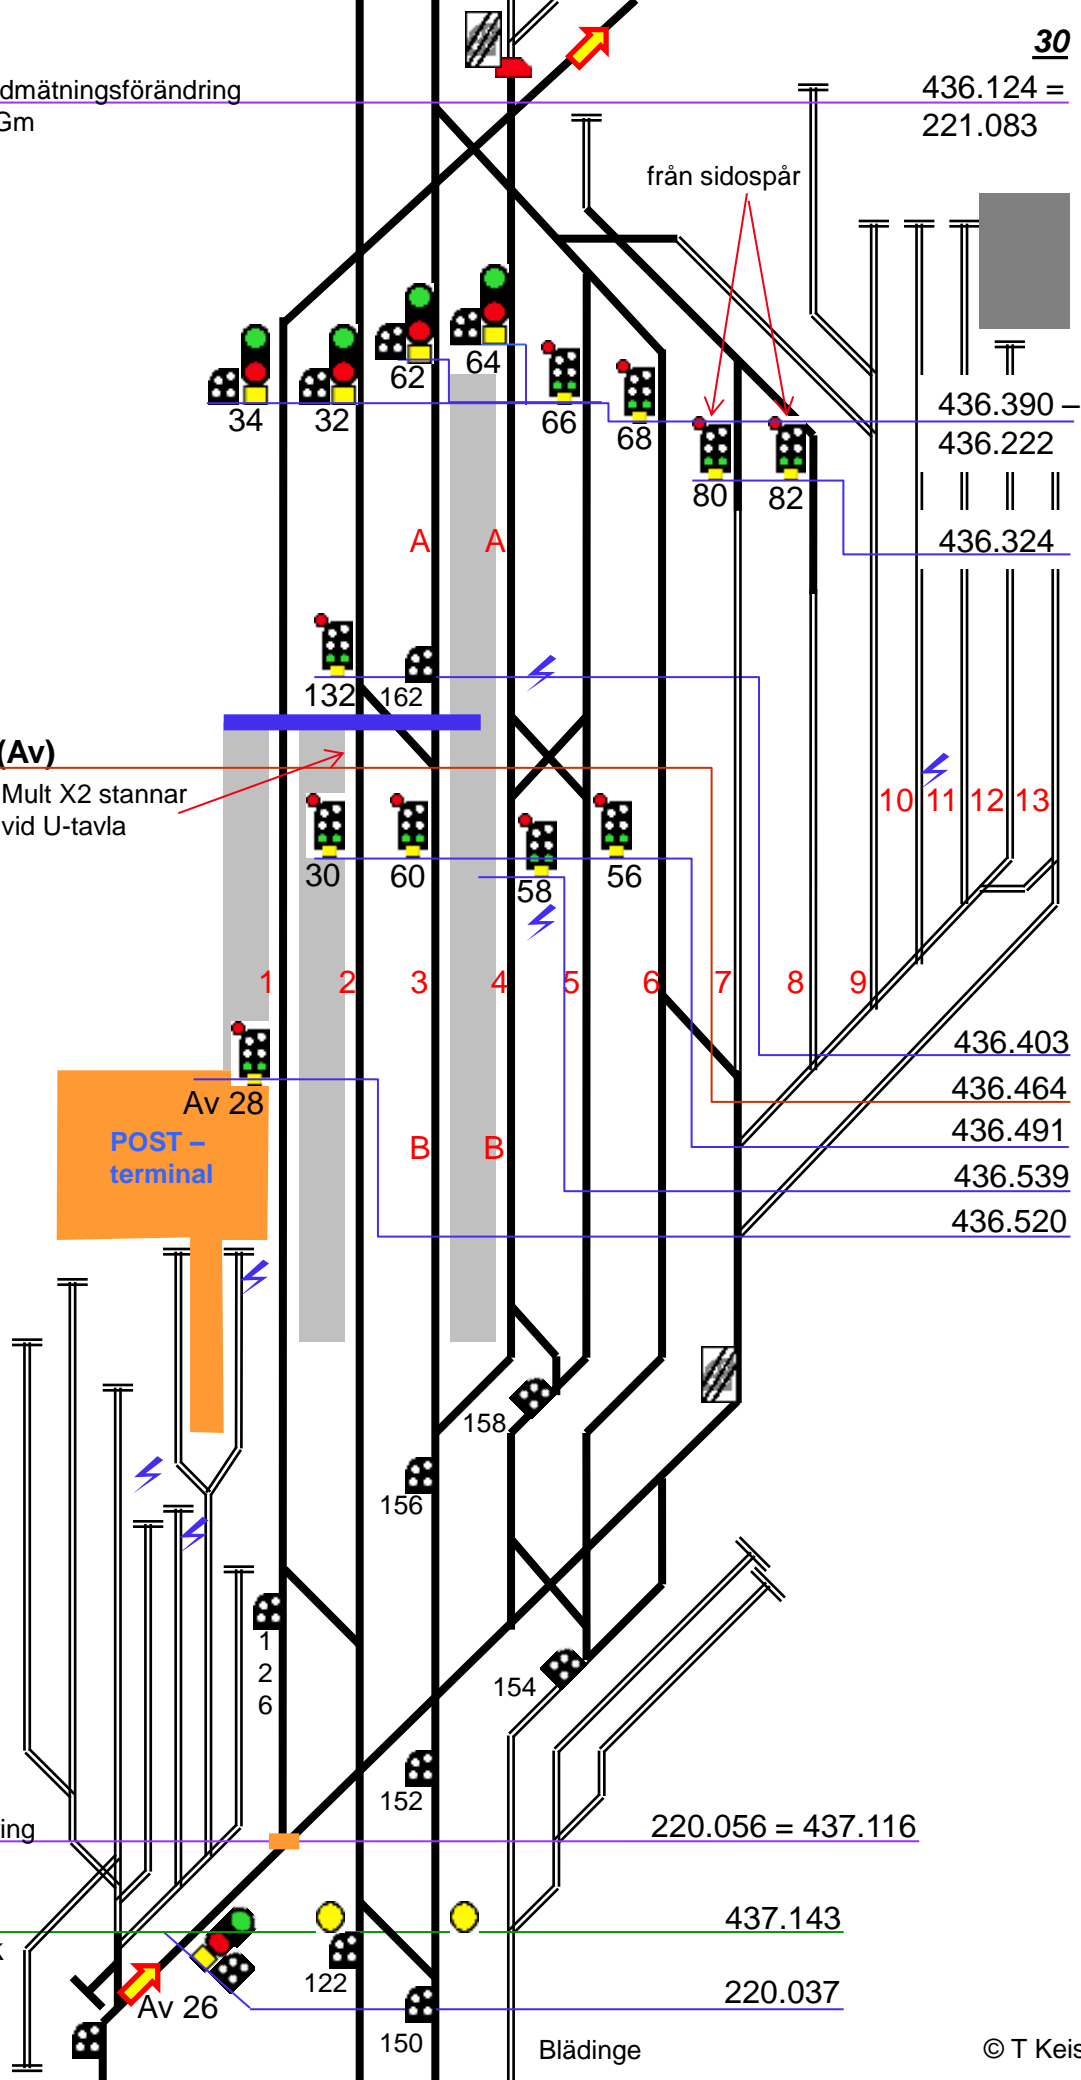 30
dmätningsförändring
436.124 =
Gm
221.083
från sidospår
62
64
34
32
66
68
436.390 –
436.222
80
82
A
A
436.324
132
162
(Av)
Mult X2 stannar
vid U-tavla
10
11
12
13
30
60
58
56
1
2
3
4
5
6
7
8
9
436.403
436.464
Av 28
436.491
POST –
terminal
B
B
436.539
436.520
158
156
1
2
6
154
152
ing
220.056 = 437.116
437.143
k
122
220.037
Av 26
150
Blädinge
© T Keis